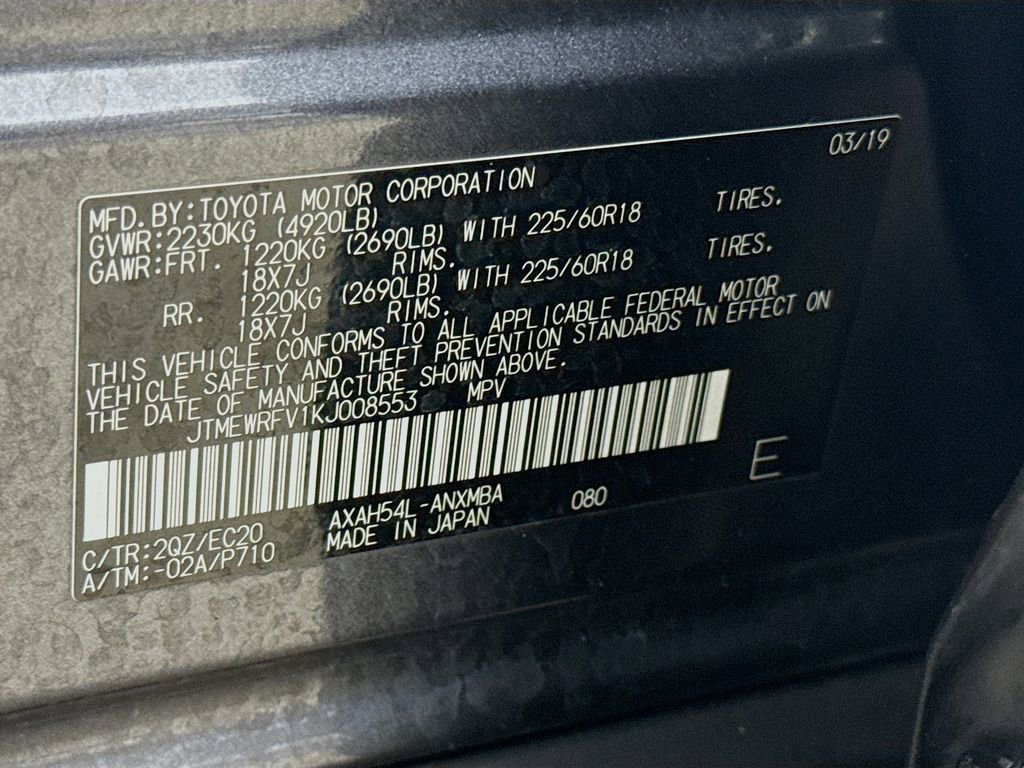 03/19
MFD. BY:TOYOTA MOTOR CORPORATION
GVWR:2230KG (4920LB)
GAWR:FRT. 1220KG (2690LB) WITH 225/60R18 TIRES.
18X7J RIMS.
RR. 1220KG (2690LB) WITH 225/60R18 TIRES.
18X7J RIMS.
THIS VEHICLE CONFORMS TO ALL APPLICABLE FEDERAL MOTOR
VEHICLE SAFETY AND THEFT PREVENTION STANDARDS IN EFFECT ON
THE DATE OF MANUFACTURE SHOWN ABOVE.
JTMEWRFV1KJ008553 MPV
E
C/TR:2QZ/EC20 AXAH54L-ANXMBA 080
A/TM:-02A/P710 MADE IN JAPAN